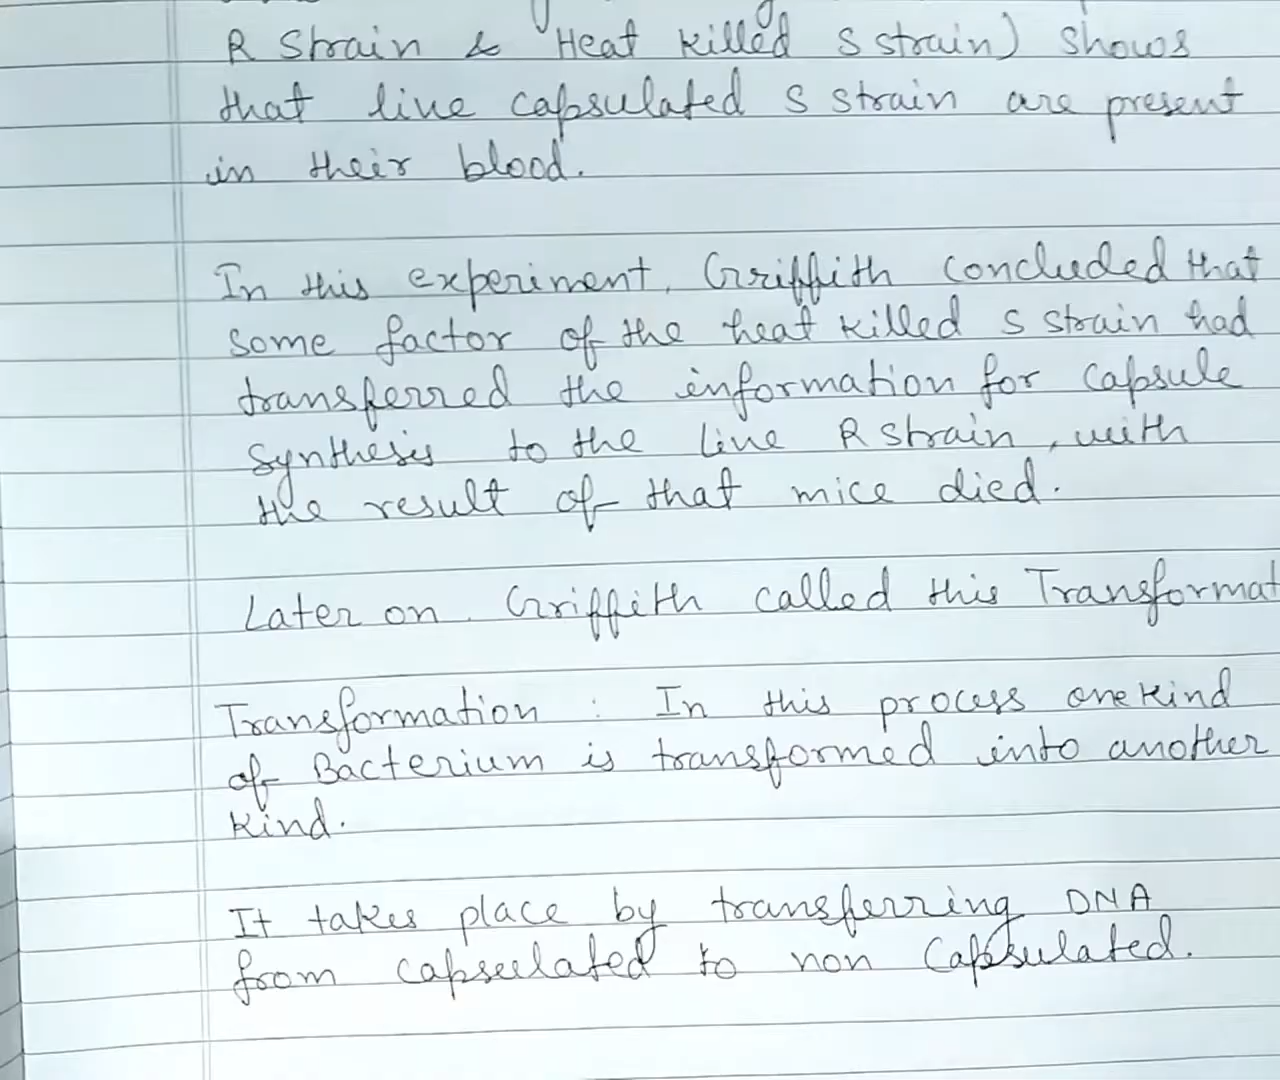 R Strain & Heat killed S strain) shows
that live capsulated S strain are present
in their blood.
In this experiment, Griffith concluded that
some factor of the heat killed S strain had
transferred the information for capsule
synthesis to the live R strain, with
the result of that mice died.
Later on. Griffith called this Transformat
Transformation : In this process one kind
of Bacterium is transformed into another
kind.
It takes place by transferring DNA
from capsulated to non Capsulated.